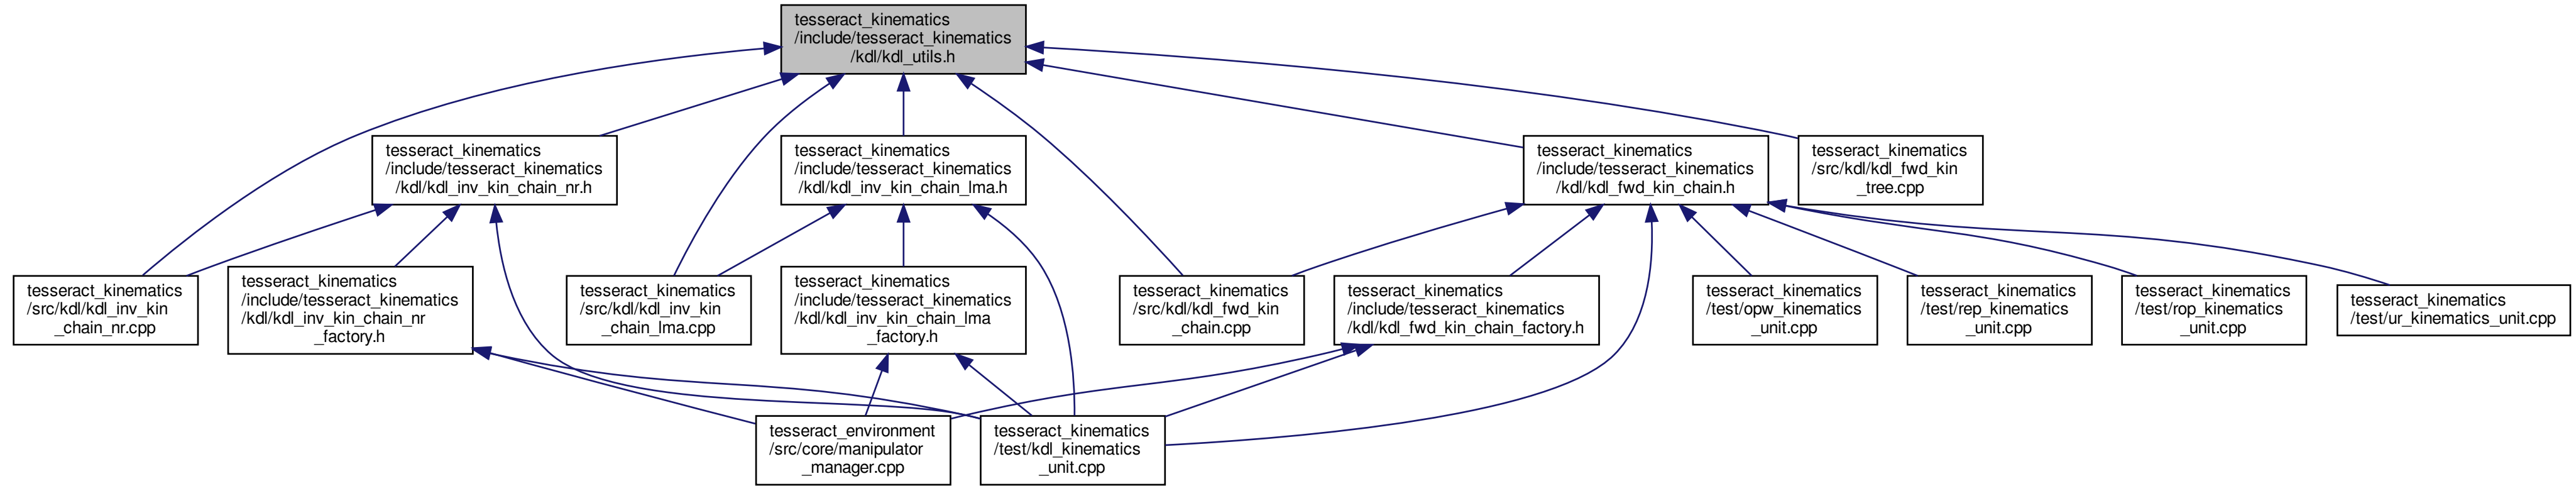 tesseract_kinematics
/include/tesseract_kinematics
/kdl/kdl_utils.h
tesseract_kinematics
/include/tesseract_kinematics
/kdl/kdl_inv_kin_chain_nr.h
tesseract_kinematics
/include/tesseract_kinematics
/kdl/kdl_inv_kin_chain_lma.h
tesseract_kinematics
/include/tesseract_kinematics
/kdl/kdl_fwd_kin_chain.h
tesseract_kinematics
/src/kdl/kdl_fwd_kin
_tree.cpp
tesseract_kinematics
/src/kdl/kdl_inv_kin
_chain_nr.cpp
tesseract_kinematics
/include/tesseract_kinematics
/kdl/kdl_inv_kin_chain_nr
_factory.h
tesseract_kinematics
/src/kdl/kdl_inv_kin
_chain_lma.cpp
tesseract_kinematics
/include/tesseract_kinematics
/kdl/kdl_inv_kin_chain_lma
_factory.h
tesseract_kinematics
/src/kdl/kdl_fwd_kin
_chain.cpp
tesseract_kinematics
/include/tesseract_kinematics
/kdl/kdl_fwd_kin_chain_factory.h
tesseract_kinematics
/test/opw_kinematics
_unit.cpp
tesseract_kinematics
/test/rep_kinematics
_unit.cpp
tesseract_kinematics
/test/rop_kinematics
_unit.cpp
tesseract_kinematics
/test/ur_kinematics_unit.cpp
tesseract_environment
/src/core/manipulator
_manager.cpp
tesseract_kinematics
/test/kdl_kinematics
_unit.cpp